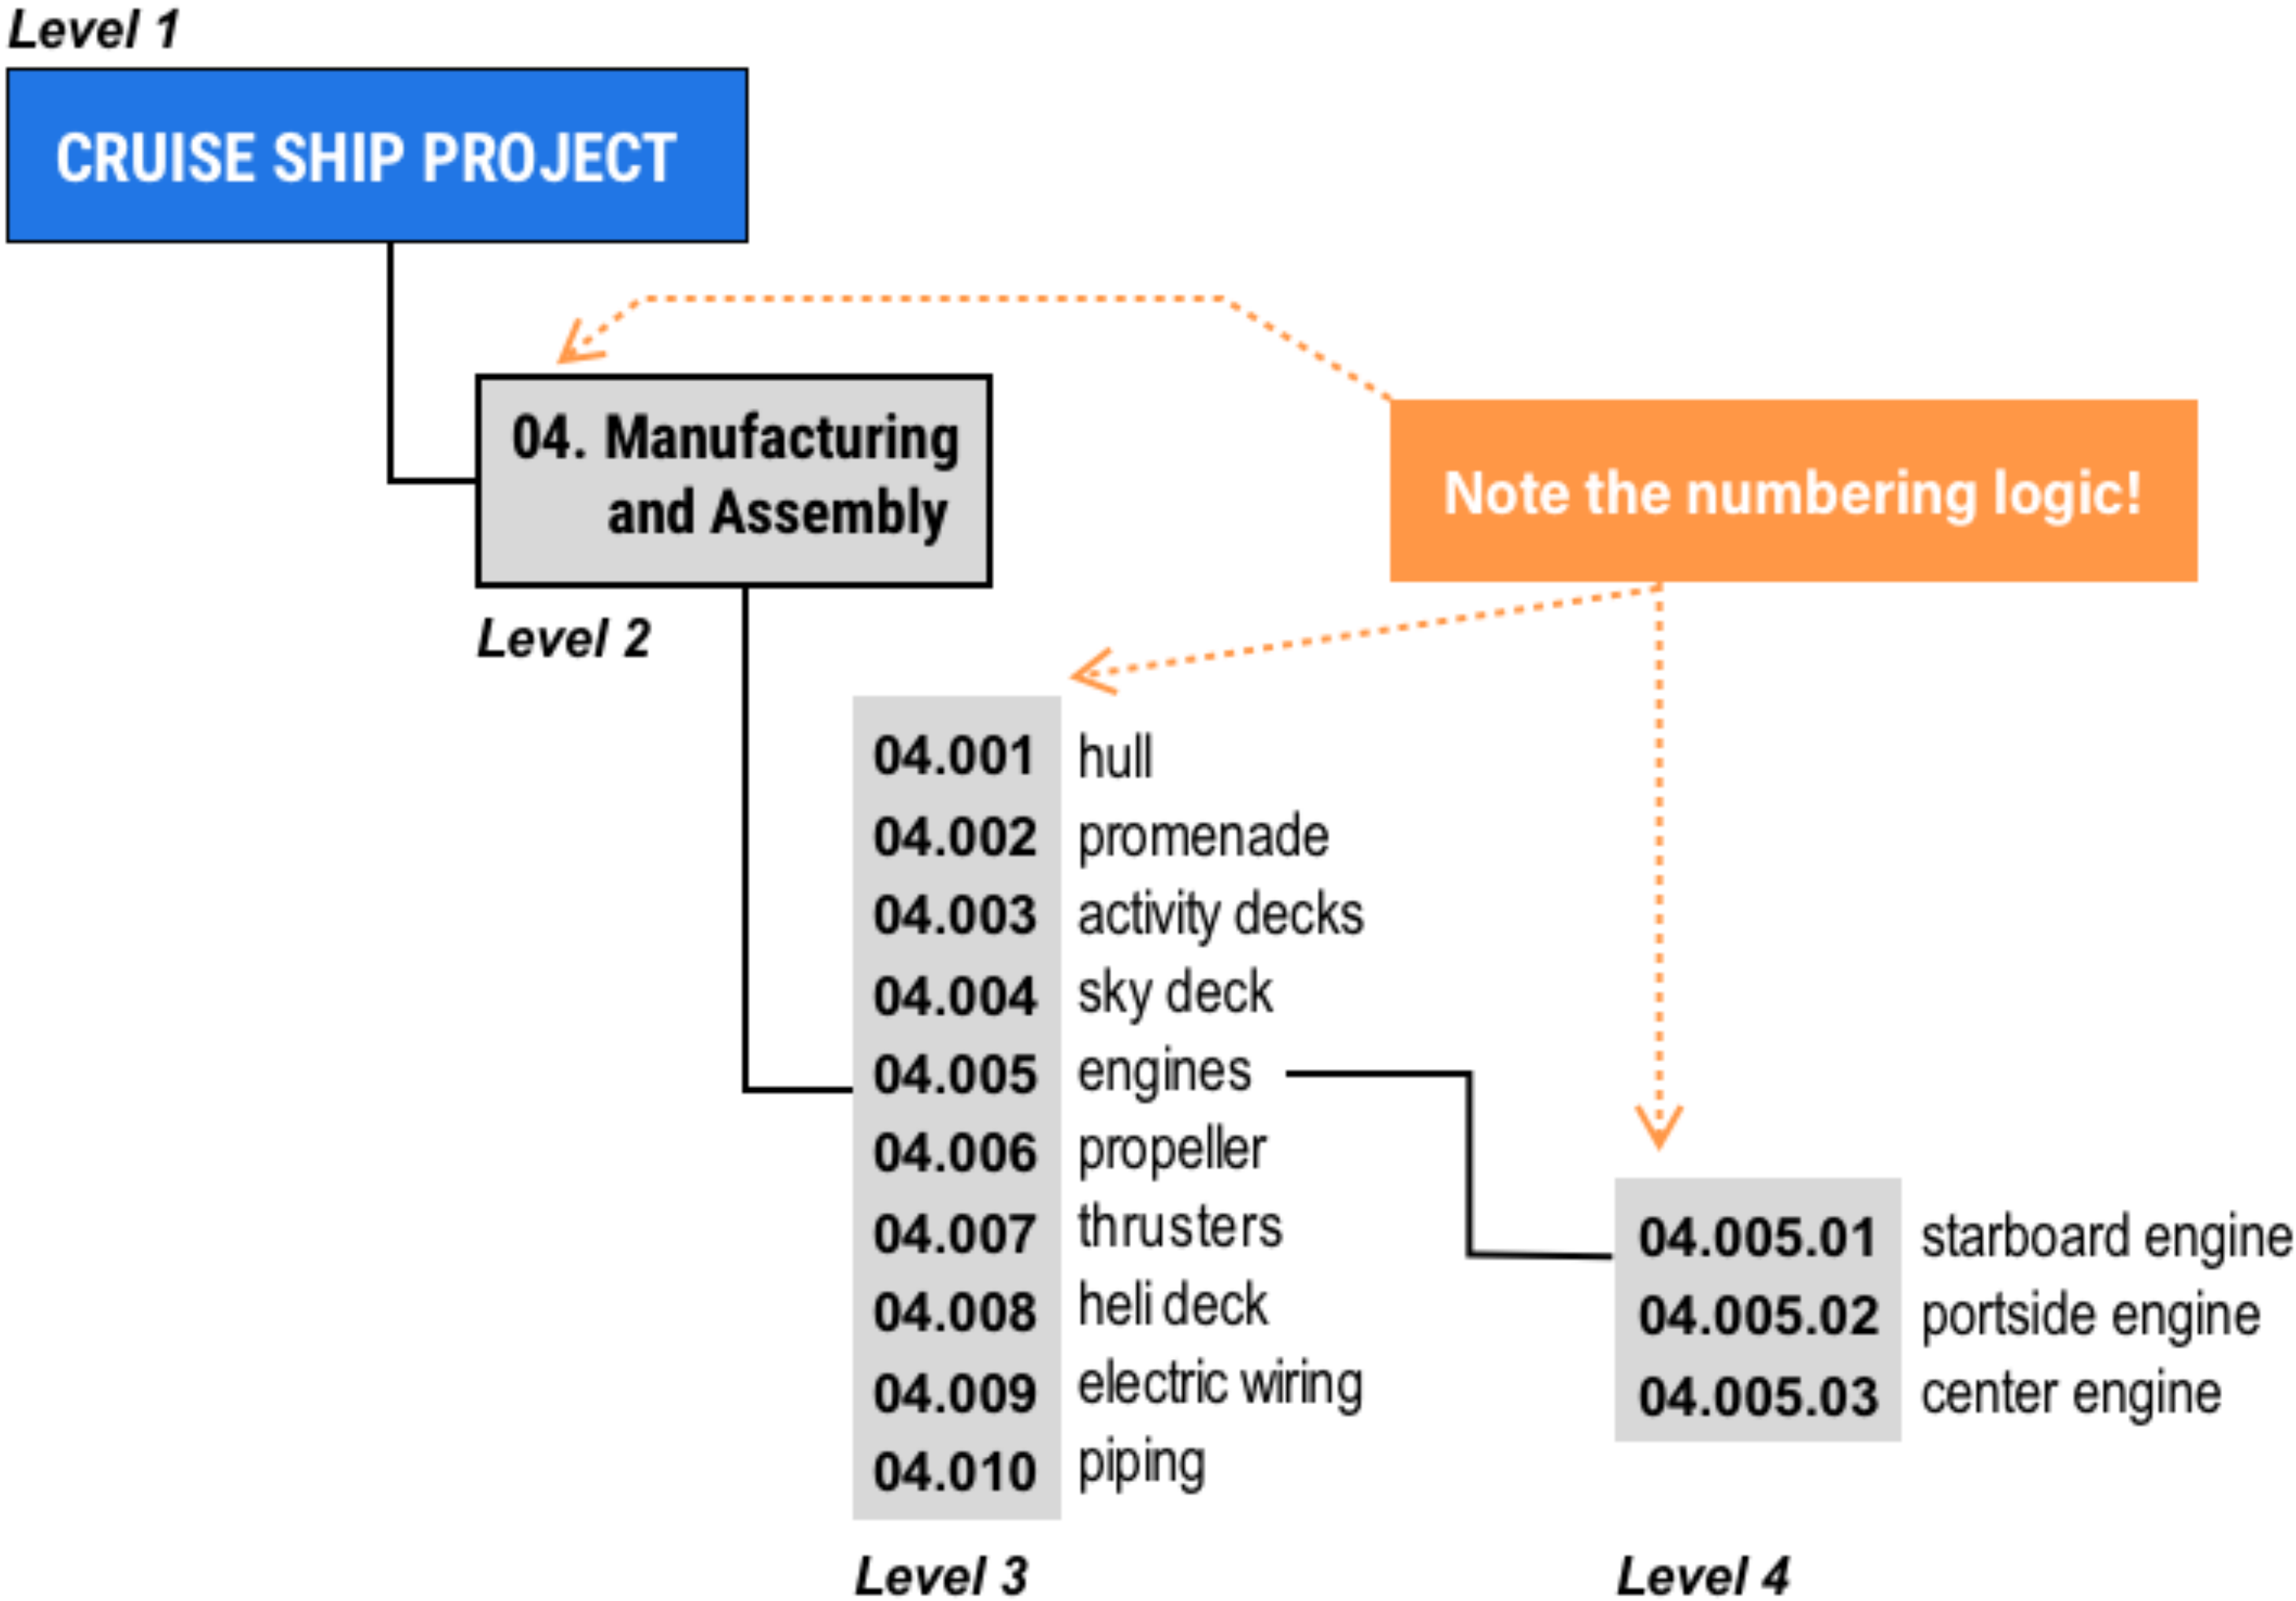 Level 1
CRUISE SHIP PROJECT
04. Manufacturing
and Assembly
Note the numbering logic!
Level 2
04.001 hull
04.002 promenade
04.003 activity decks
04.004 sky deck
04.005 engines
04.006 propeller
04.007 thrusters
04.008 heli deck
04.009 electric wiring
04.010 piping
Level 3
04.005.01 starboard engine
04.005.02 portside engine
04.005.03 center engine
Level 4